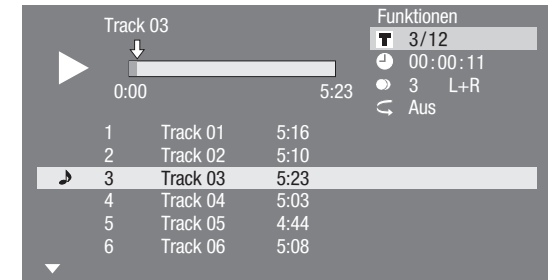 Track 03
0:00 5:23
Funktionen
T 3/12
00:00:11
3 L+R
Aus
1 Track 01 5:16
2 Track 02 5:10
3 Track 03 5:23
4 Track 04 5:03
5 Track 05 4:44
6 Track 06 5:08